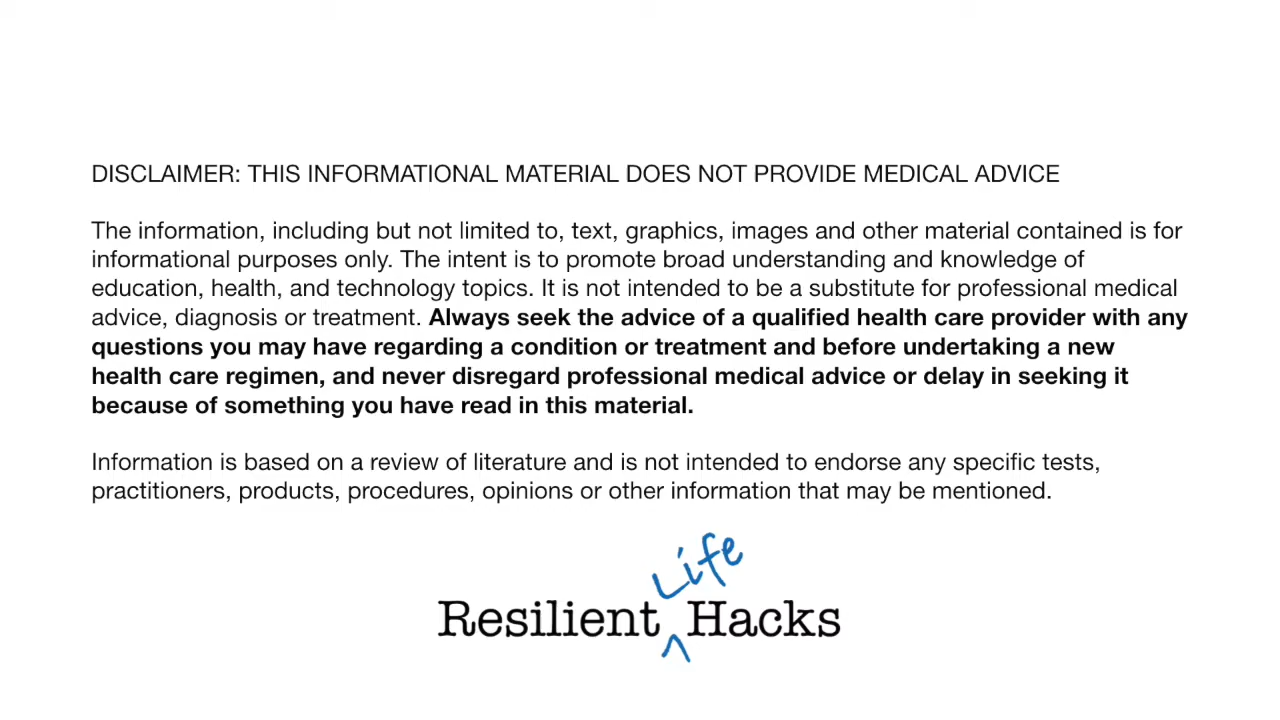 DISCLAIMER: THIS INFORMATIONAL MATERIAL DOES NOT PROVIDE MEDICAL ADVICE
The information, including but not limited to, text, graphics, images and other material contained is for
informational purposes only. The intent is to promote broad understanding and knowledge of
education, health, and technology topics. It is not intended to be a substitute for professional medical
advice, diagnosis or treatment. Always seek the advice of a qualified health care provider with any
questions you may have regarding a condition or treatment and before undertaking a new
health care regimen, and never disregard professional medical advice or delay in seeking it
because of something you have read in this material.
Information is based on a review of literature and is not intended to endorse any specific tests,
practitioners, products, procedures, opinions or other information that may be mentioned.
Life
Resilient Hacks